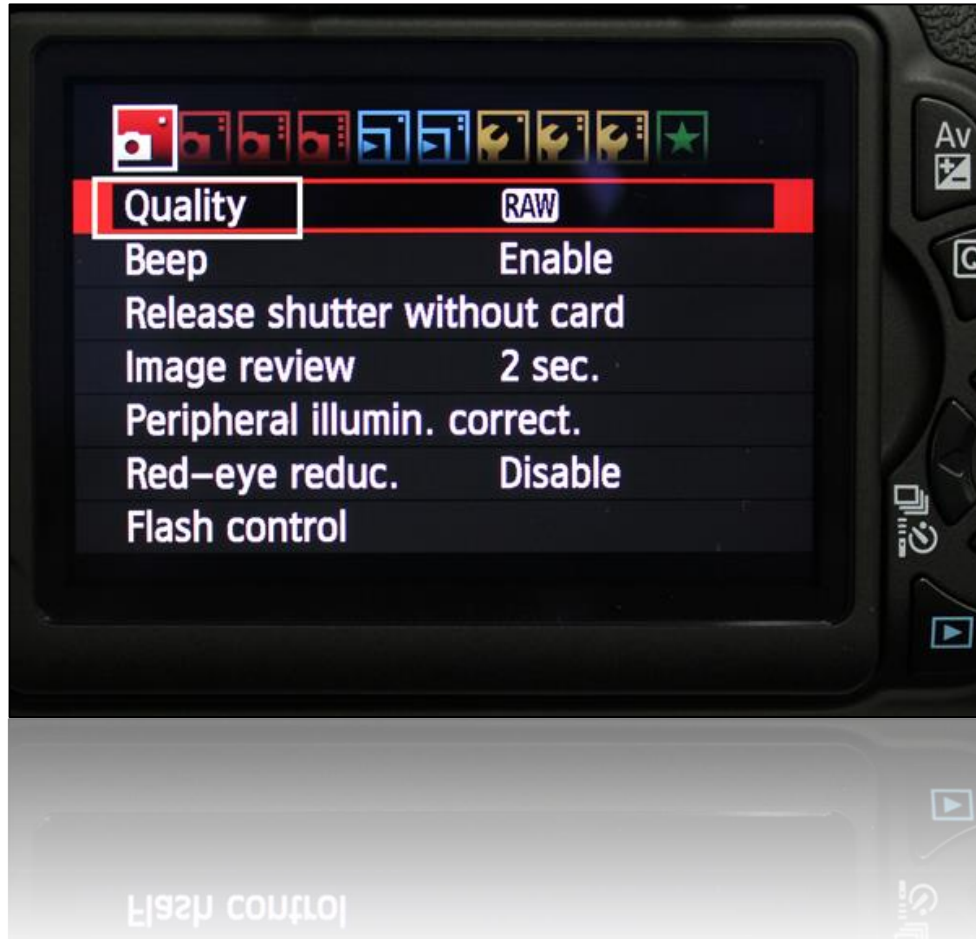 Quality RAW
Beep Enable
Release shutter without card
Image review 2 sec.
Peripheral illumin. correct.
Red-eye reduc. Disable
Flash control
Av
Q
Flash control